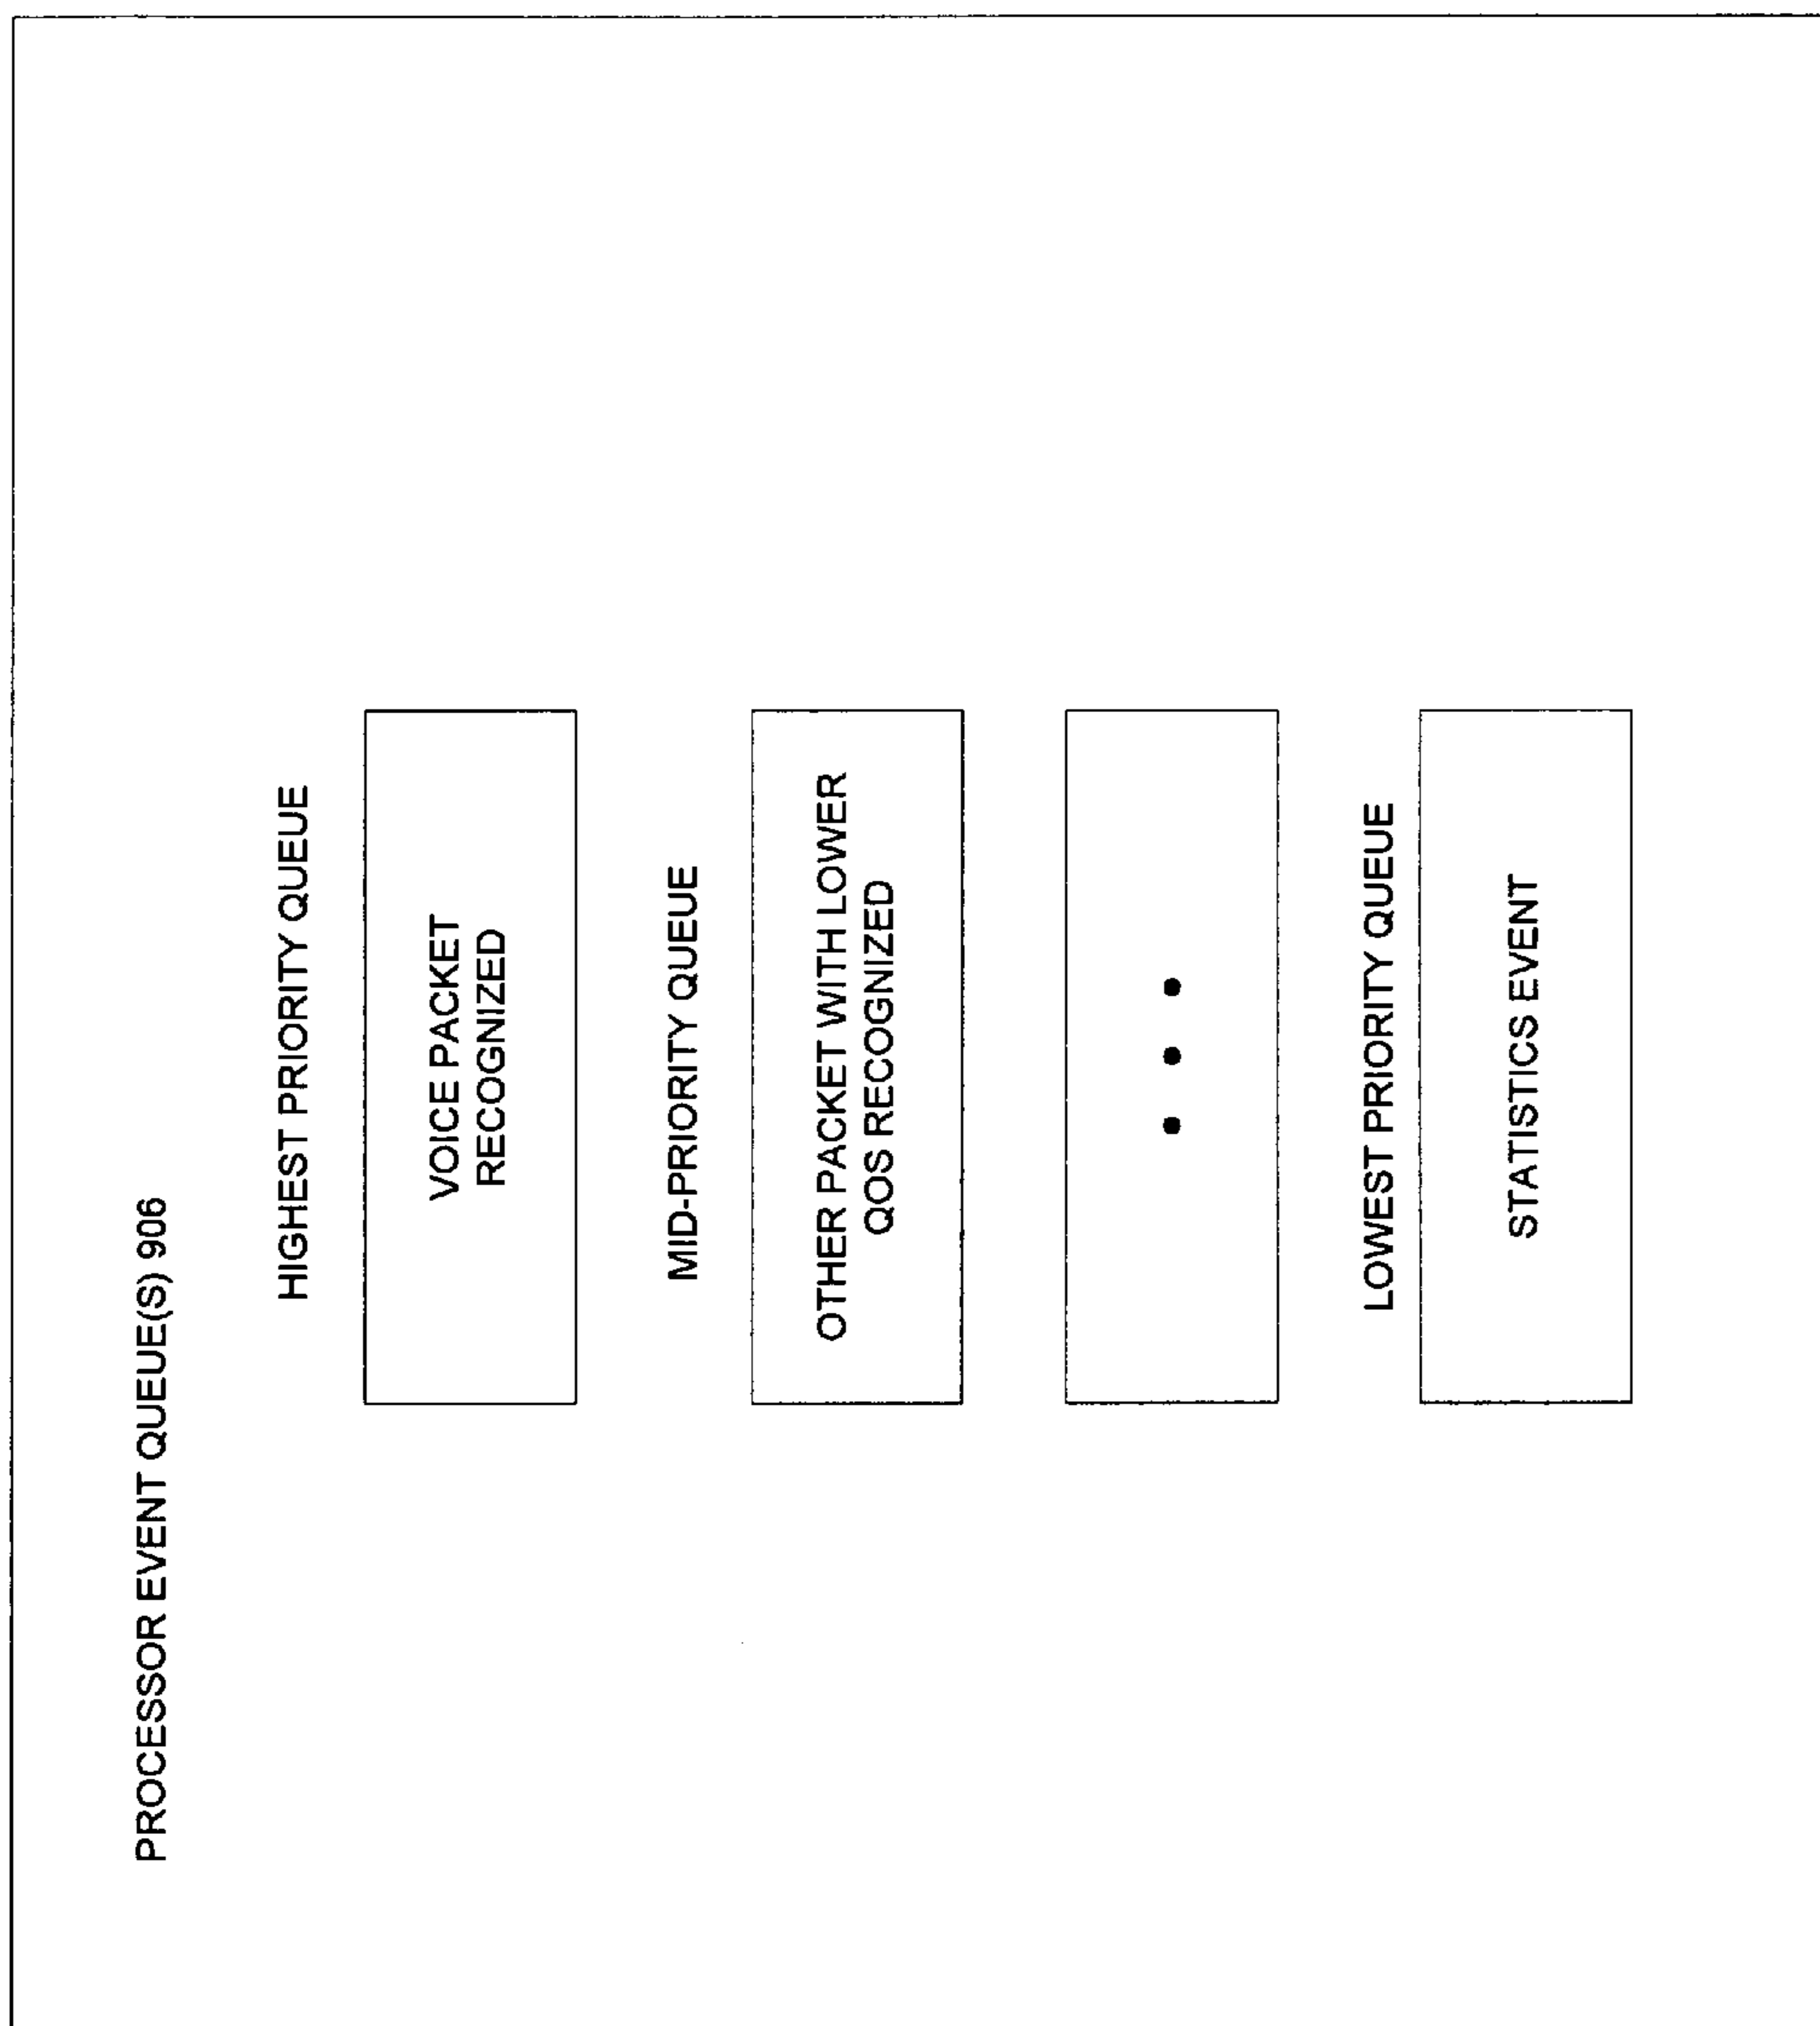 PROCESSOR EVENT QUEUE(S) 906
HIGHEST PRIORITY QUEUE
VOICE PACKET
RECOGNIZED
MID-PRIORITY QUEUE
OTHER PACKET WITH LOWER
QOS RECOGNIZED
• • •
LOWEST PRIORITY QUEUE
STATISTICS EVENT